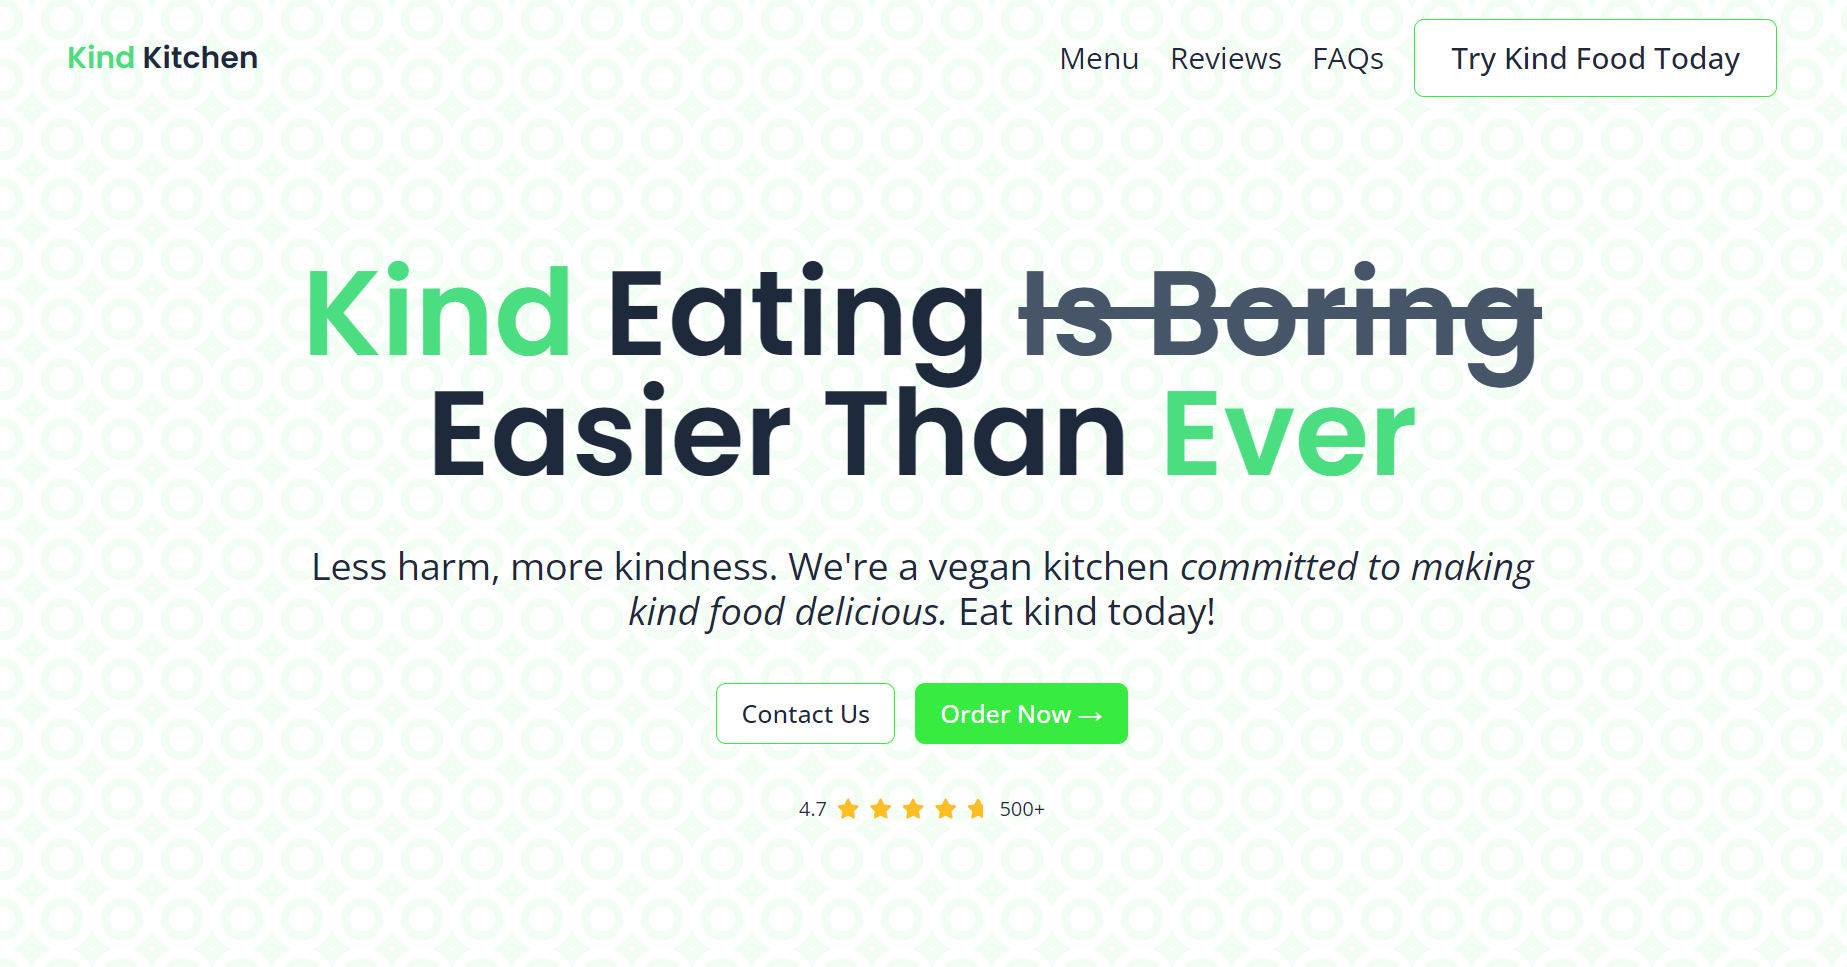 Kind Kitchen
Menu Reviews FAQs Try Kind Food Today
Kind Eating Is Boring
Easier Than Ever
Less harm, more kindness. We're a vegan kitchen committed to making
kind food delicious. Eat kind today!
Contact Us Order Now →
4.7 500+